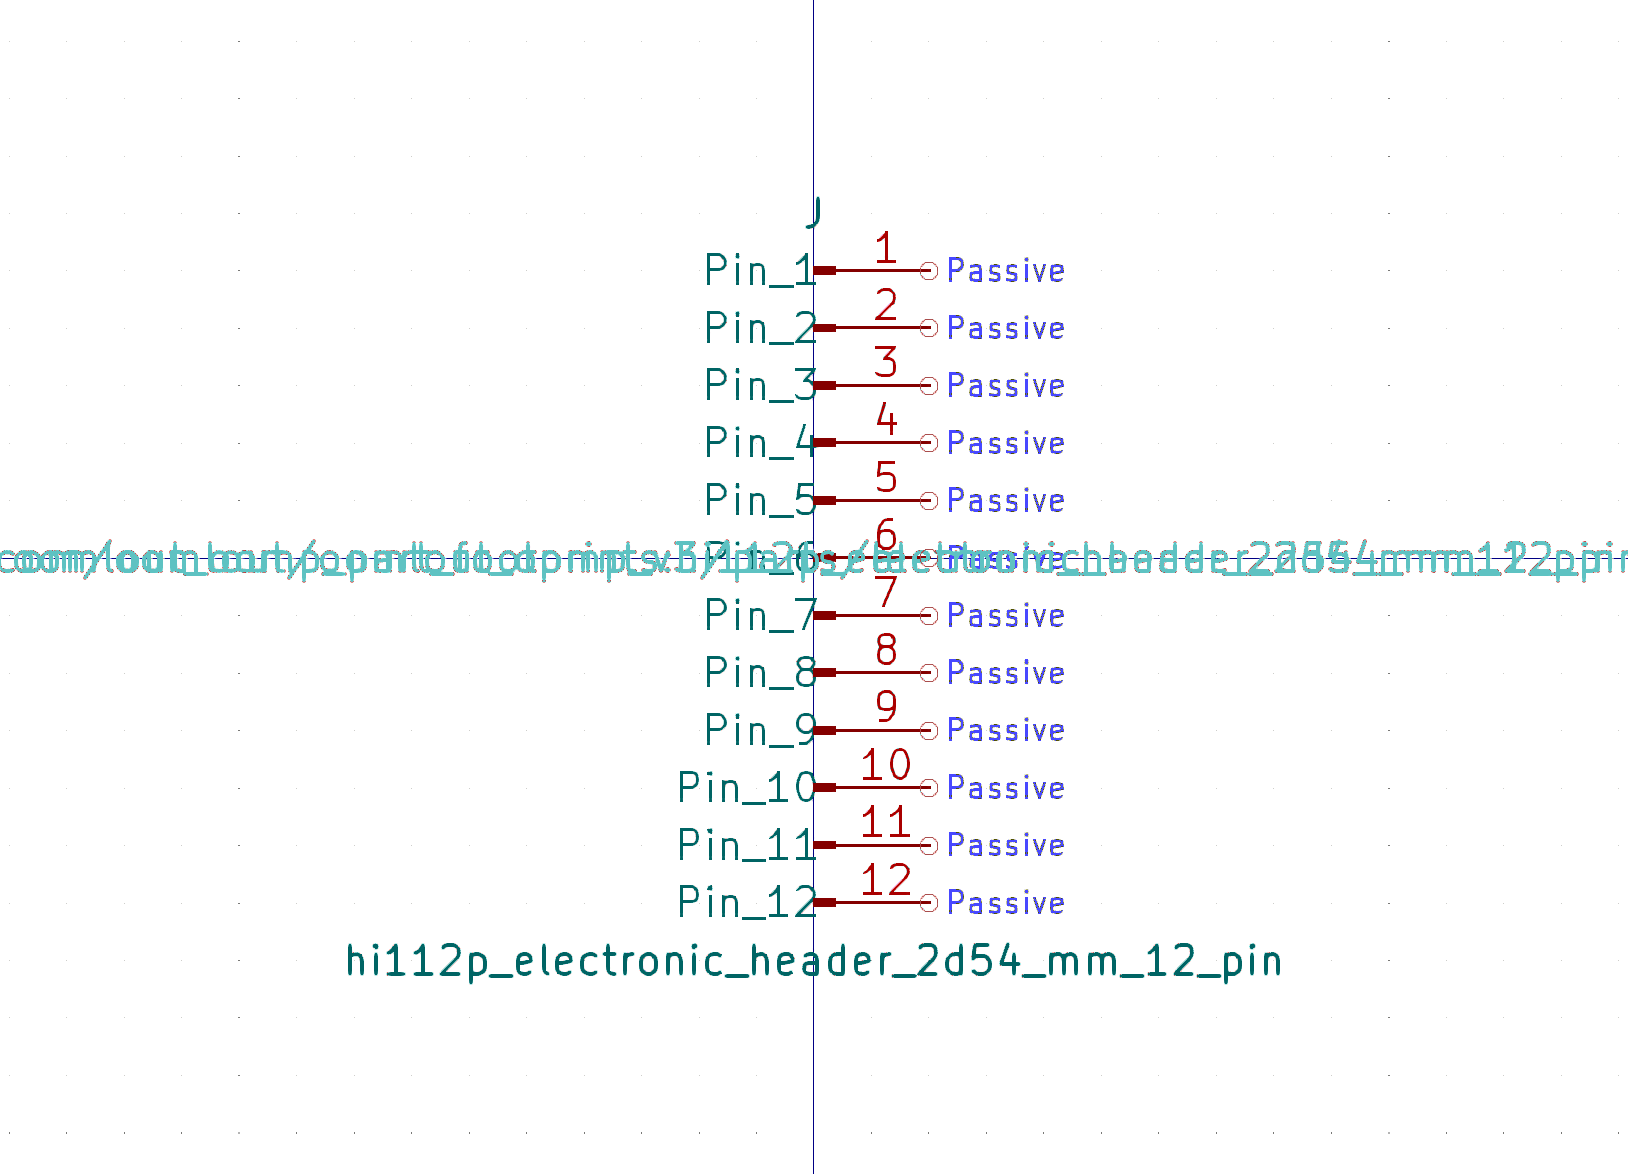 J
Pin_1 1 Passive
Pin_2 2 Passive
Pin_3 3 Passive
Pin_4 4 Passive
Pin_5 5 Passive
6
Pin_7 7 Passive
Pin_8 8 Passive
Pin_9 9 Passive
Pin_10 10 Passive
Pin_11 11 Passive
Pin_12 12 Passive
hi112p_electronic_header_2d54_mm_12_pin